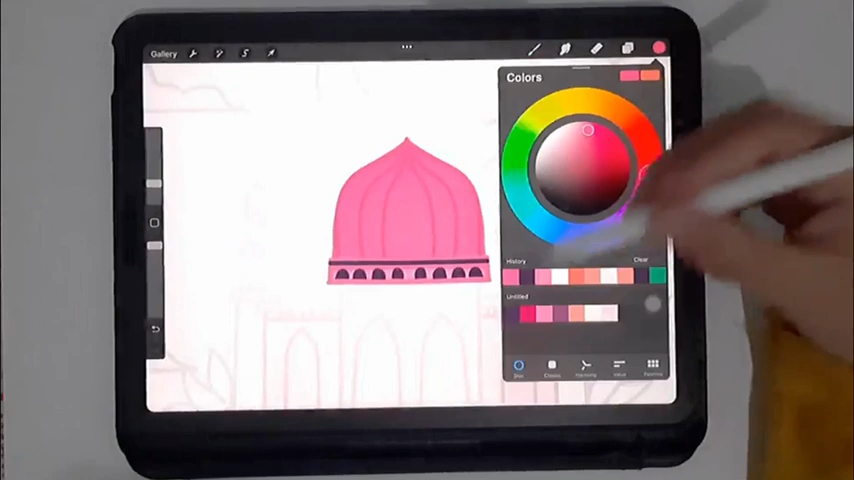 Gallery
Colors
History Clear
Untitled
Disc Classic Harmony Value Palettes